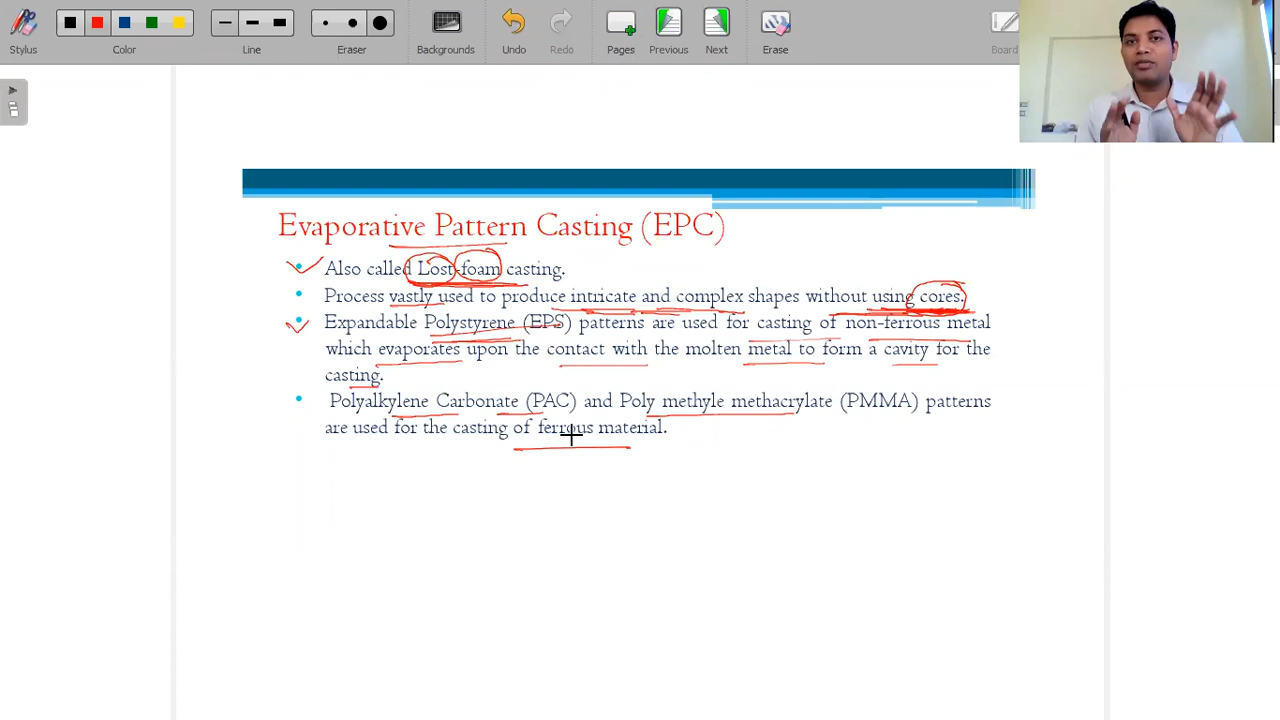 Stylus
Color
Line
Eraser
Backgrounds
Undo
Redo
Pages
Previous
Next
Erase
Board
Evaporative Pattern Casting (EPC)
• Also called Lost-foam casting.
• Process vastly used to produce intricate and complex shapes without using cores.
• Expandable Polystyrene (EPS) patterns are used for casting of non-ferrous metal
which evaporates upon the contact with the molten metal to form a cavity for the
casting.
• Polyalkylene Carbonate (PAC) and Poly methyle methacrylate (PMMA) patterns
are used for the casting of ferrous material.